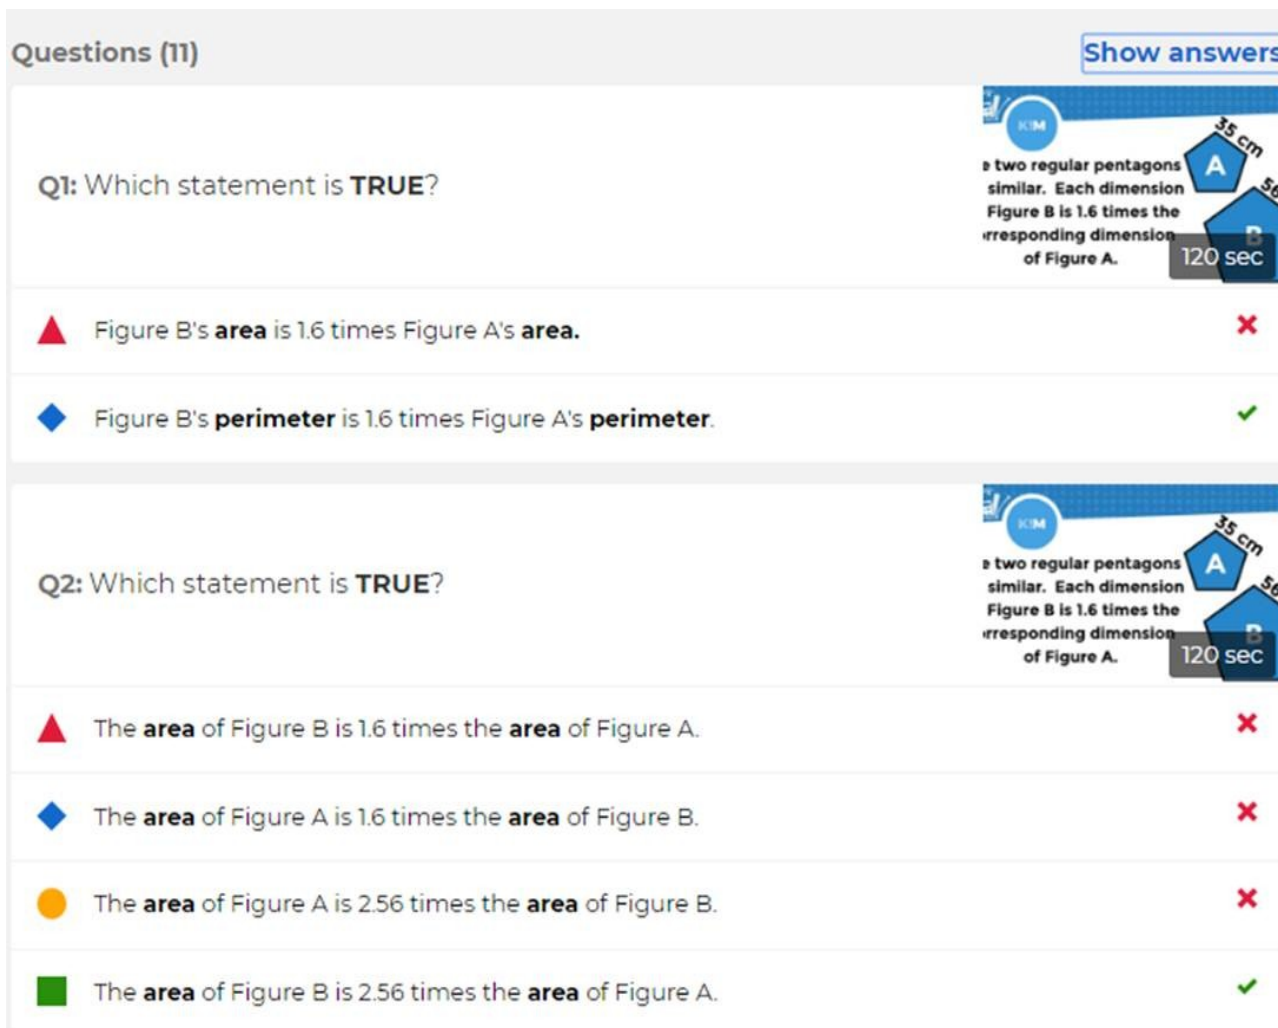 Questions (11)
Show answers
Q1: Which statement is TRUE?
K!M
e two regular pentagons
similar. Each dimension
Figure B is 1.6 times the
rresponding dimension
of Figure A.
35 cm
A
56
B
120 sec
Figure B's area is 1.6 times Figure A's area.
Figure B's perimeter is 1.6 times Figure A's perimeter.
Q2: Which statement is TRUE?
K!M
e two regular pentagons
similar. Each dimension
Figure B is 1.6 times the
rresponding dimension
of Figure A.
35 cm
A
56
B
120 sec
The area of Figure B is 1.6 times the area of Figure A.
The area of Figure A is 1.6 times the area of Figure B.
The area of Figure A is 2.56 times the area of Figure B.
The area of Figure B is 2.56 times the area of Figure A.